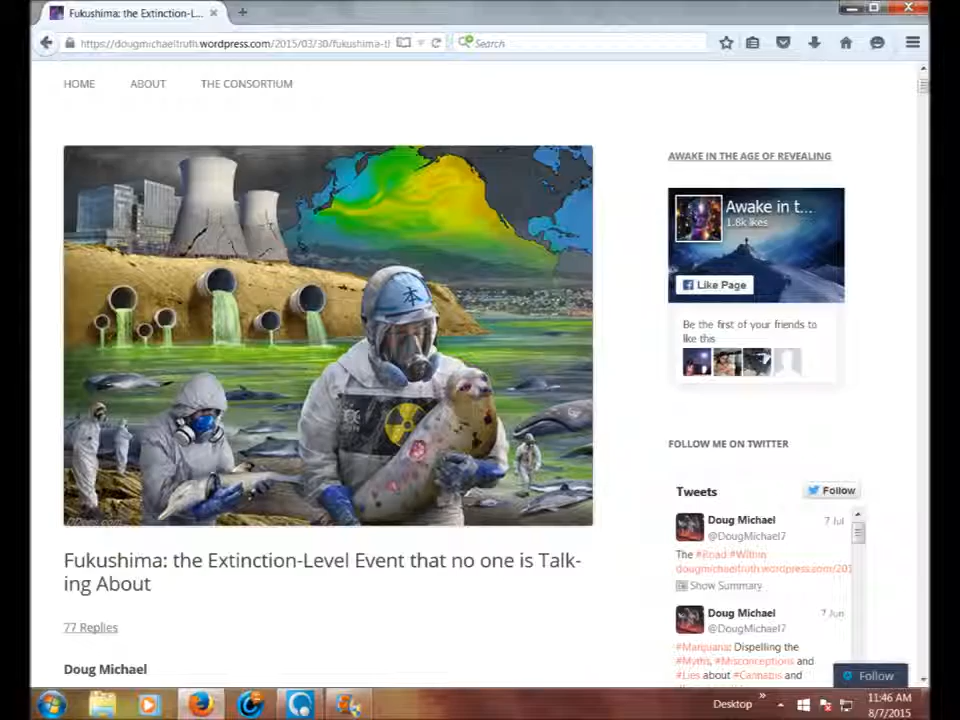 Fukushima: the Extinction-L...
https://dougmichaeltruth.wordpress.com/2015/03/30/fukushima-tl
Search
HOME
ABOUT
THE CONSORTIUM
本
AWAKE IN THE AGE OF REVEALING
Awake in t...
1.8k likes
Like Page
Be the first of your friends to
like this
FOLLOW ME ON TWITTER
Tweets
Follow
Doug Michael
7 Jul
@DougMichael7
The #Road #Within
dougmichaeltruth.wordpress.com/201
Show Summary
Doug Michael
7 Jun
@DougMichael7
#Marijuana: Dispelling the
#Myths, #Misconceptions and
#Lies about #Cannabis and
Fukushima: the Extinction-Level Event that no one is Talk-
ing About
77 Replies
Doug Michael
Follow
Desktop
11:46 AM
8/7/2015